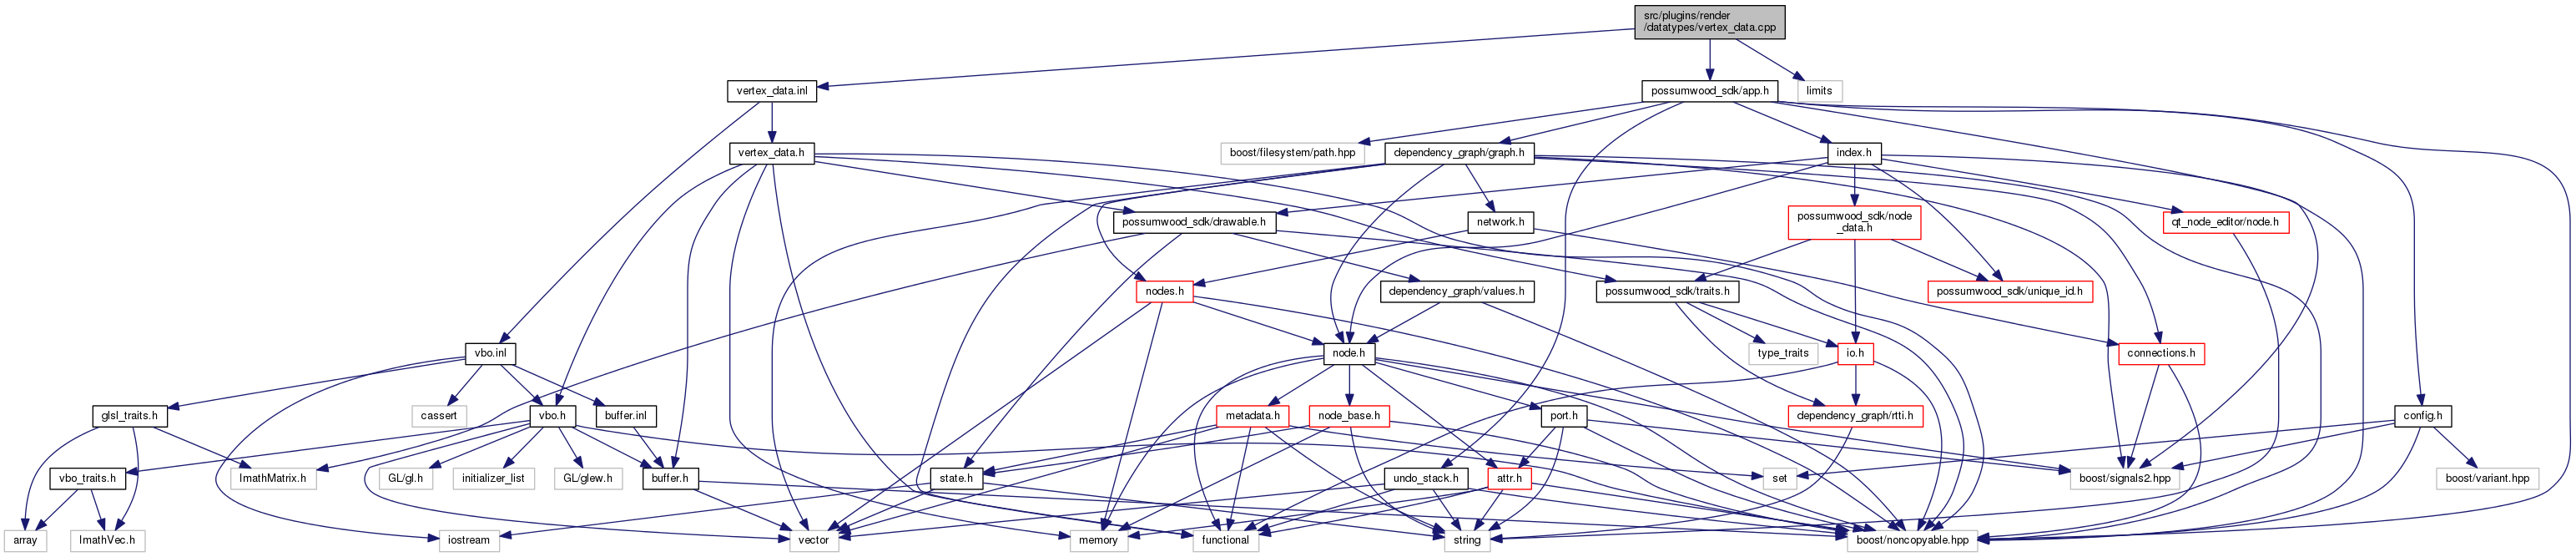 src/plugins/render
/datatypes/vertex_data.cpp
vertex_data.inl
possumwood_sdk/app.h
limits
vertex_data.h
boost/filesystem/path.hpp
dependency_graph/graph.h
index.h
possumwood_sdk/drawable.h
network.h
possumwood_sdk/node
_data.h
qt_node_editor/node.h
nodes.h
dependency_graph/values.h
possumwood_sdk/traits.h
possumwood_sdk/unique_id.h
vbo.inl
node.h
type_traits
io.h
connections.h
glsl_traits.h
cassert
vbo.h
buffer.inl
metadata.h
node_base.h
port.h
dependency_graph/rtti.h
config.h
vbo_traits.h
ImathMatrix.h
GL/gl.h
initializer_list
GL/glew.h
buffer.h
state.h
undo_stack.h
attr.h
set
boost/signals2.hpp
boost/variant.hpp
array
ImathVec.h
iostream
vector
memory
functional
string
boost/noncopyable.hpp